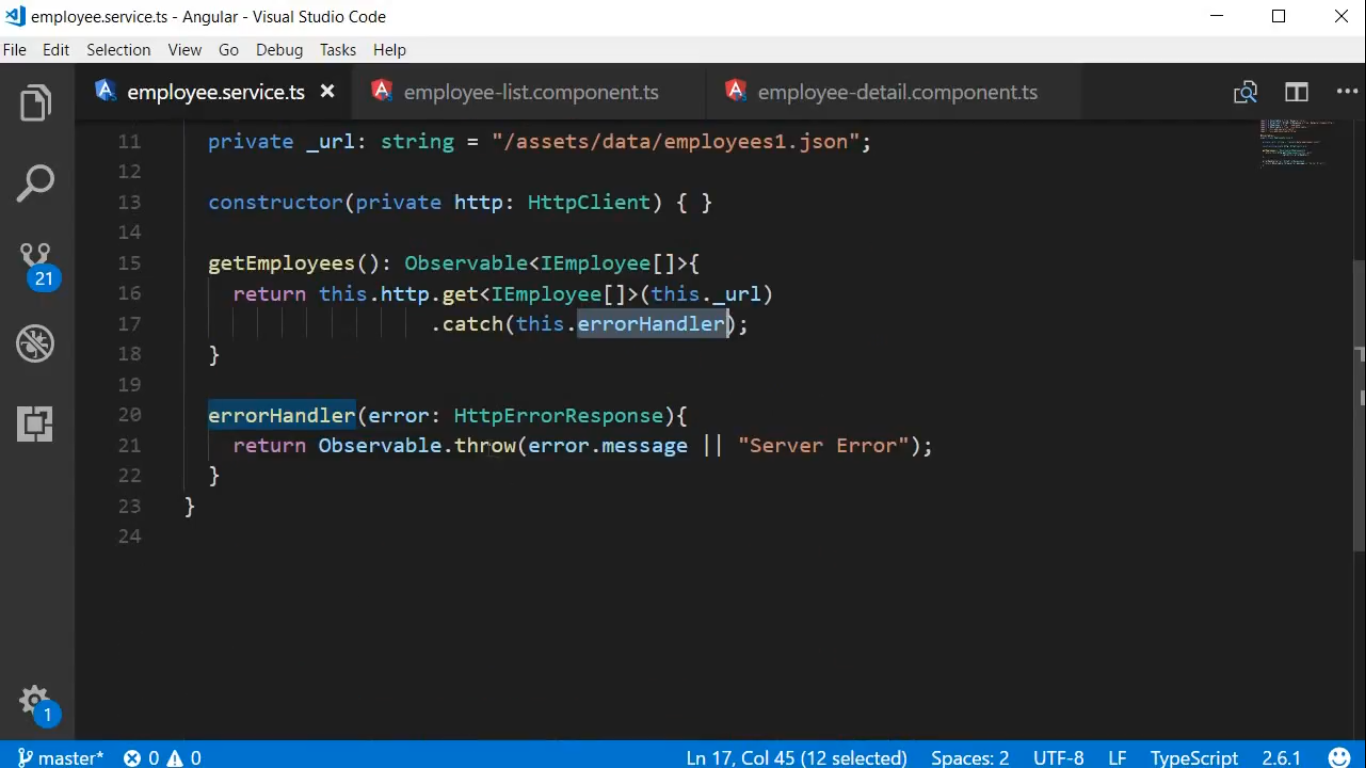 employee.service.ts - Angular - Visual Studio Code
File Edit Selection View Go Debug Tasks Help
employee.service.ts employee-list.component.ts employee-detail.component.ts
11 private _url: string = "/assets/data/employees1.json";
12
13 constructor(private http: HttpClient) { }
14
15 getEmployees(): Observable<IEmployee[]>{
16 return this.http.get<IEmployee[]>(this._url)
17 .catch(this.errorHandler);
18 }
19
20 errorHandler(error: HttpErrorResponse){
21 return Observable.throw(error.message || "Server Error");
22 }
23 }
24
21
1
master* 0 0 Ln 17, Col 45 (12 selected) Spaces: 2 UTF-8 LF TypeScript 2.6.1